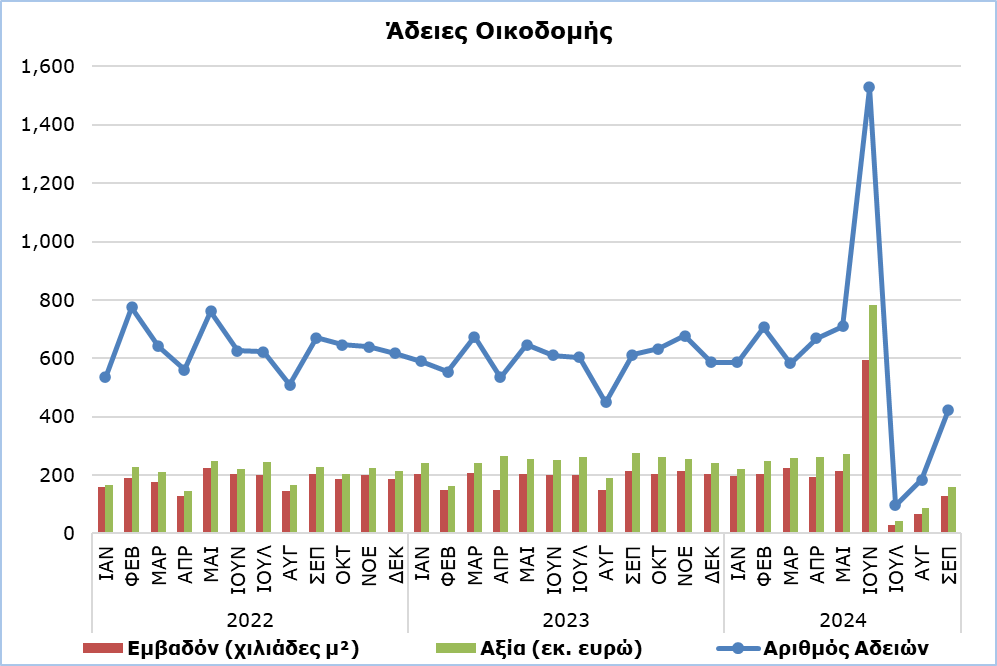 Άδειες Οικοδομής
1,600
1,400
1,200
1,000
800
600
400
200
0
ΙΑΝ ΦΕΒ ΜΑΡ ΑΠΡ ΜΑΙ ΙΟΥΝ ΙΟΥΛ ΑΥΓ ΣΕΠ ΟΚΤ ΝΟΕ ΔΕΚ ΙΑΝ ΦΕΒ ΜΑΡ ΑΠΡ ΜΑΙ ΙΟΥΝ ΙΟΥΛ ΑΥΓ ΣΕΠ ΟΚΤ ΝΟΕ ΔΕΚ ΙΑΝ ΦΕΒ ΜΑΡ ΑΠΡ ΜΑΙ ΙΟΥΝ ΙΟΥΛ ΑΥΓ ΣΕΠ
2022 2023 2024
Εμβαδόν (χιλιάδες μ²) Αξία (εκ. ευρώ) Αριθμός Αδειών